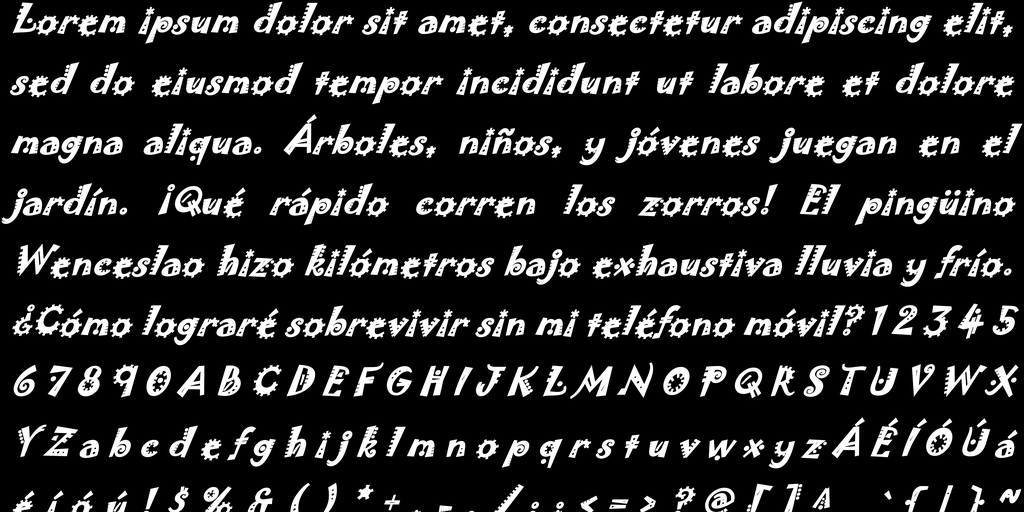 Lorem ipsum dolor sit amet, consectetur adipiscing elit,
sed do eiusmod tempor incididunt ut labore et dolore
magna aliqua. Árboles, niños, y jóvenes juegan en el
jardín. ¡Qué rápido corren los zorros! El pingüino
Wenceslao hizo kilómetros bajo exhaustiva lluvia y frío.
¿Cómo lograré sobrevivir sin mi teléfono móvil? 1 2 3 4 5
6 7 8 9 0 A B C D E F G H I J K L M N O P Q R S T U V W X
Y Z a b c d e f g h i j k l m n o p q r s t u v w x y z Á É Í Ó Ú á
é í ó ú ! $ % & ( ) * + , - . / : ; < = > ? @ [ ] ^ _ ` { | } ~